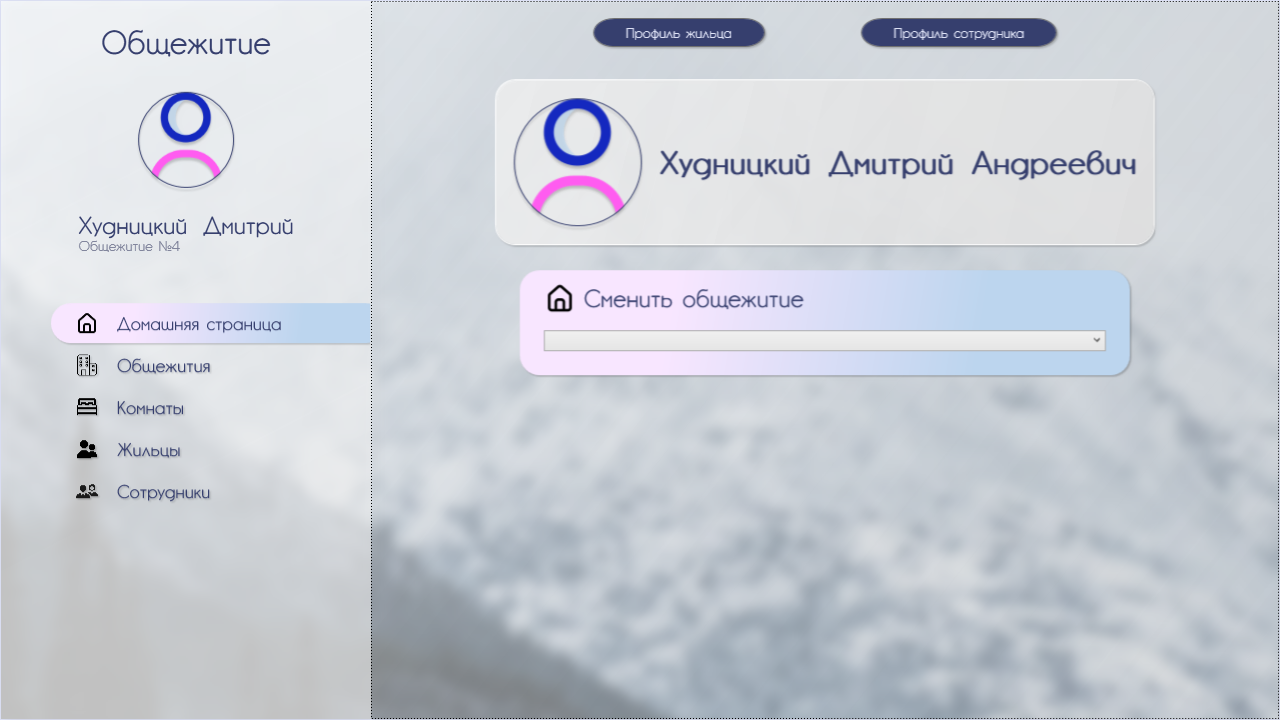 Общежитие
Худницкий Дмитрий
Общежитие №4
Домашняя страница
Общежития
Комнаты
Жильцы
Сотрудники
Профиль жильца
Профиль сотрудника
Худницкий Дмитрий Андреевич
Сменить общежитие